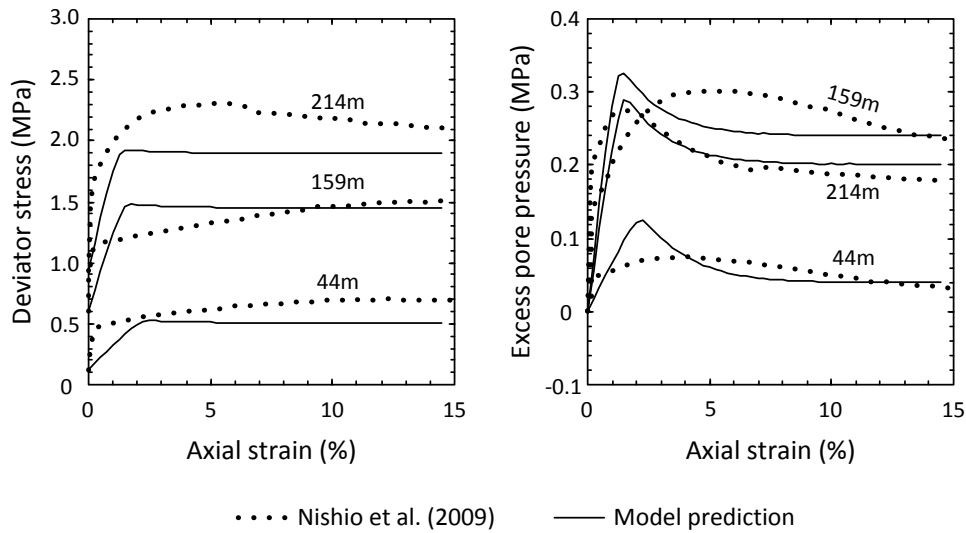 3.0
2.5
2.0
1.5
1.0
0.5
0
Deviator stress (MPa)
214m
159m
44m
0
5
10
15
Axial strain (%)
0.4
0.3
0.2
0.1
0
-0.1
Excess pore pressure (MPa)
159m
214m
44m
0
5
10
15
Axial strain (%)
Nishio et al. (2009)
Model prediction